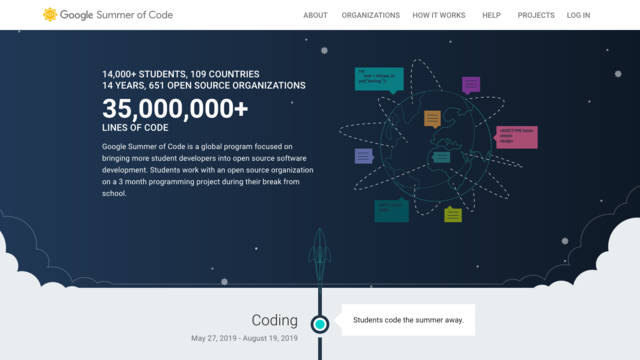 Google Summer of Code
ABOUT ORGANIZATIONS HOW IT WORKS HELP PROJECTS LOG IN
14,000+ STUDENTS, 109 COUNTRIES
14 YEARS, 651 OPEN SOURCE ORGANIZATIONS
35,000,000+
LINES OF CODE
Google Summer of Code is a global program focused on
bringing more student developers into open source software
development. Students work with an open source organization
on a 3 month programming project during their break from
school.
Coding
May 27, 2019 - August 19, 2019
Students code the summer away.